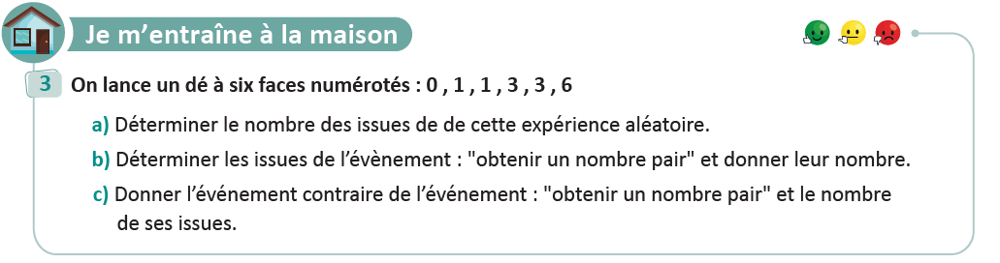 Je m’entraîne à la maison
3 On lance un dé à six faces numérotés : 0 , 1 , 1 , 3 , 3 , 6
a) Déterminer le nombre des issues de de cette expérience aléatoire.
b) Déterminer les issues de l’évènement : "obtenir un nombre pair" et donner leur nombre.
c) Donner l’événement contraire de l’événement : "obtenir un nombre pair" et le nombre
de ses issues.